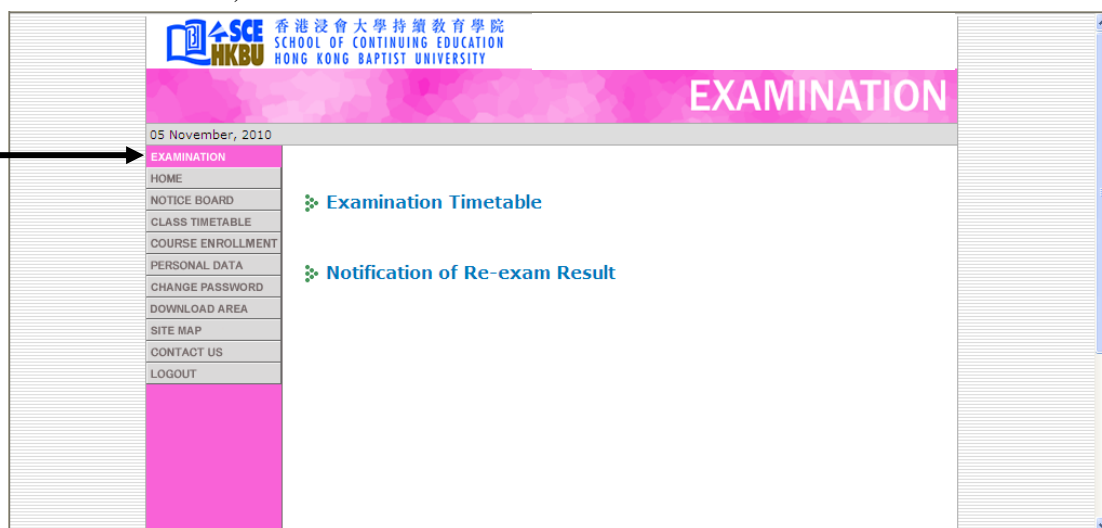 SCE
HKBU
香港浸會大學持續教育學院
SCHOOL OF CONTINUING EDUCATION
HONG KONG BAPTIST UNIVERSITY
EXAMINATION
05 November, 2010
EXAMINATION
HOME
NOTICE BOARD
CLASS TIMETABLE
COURSE ENROLLMENT
PERSONAL DATA
CHANGE PASSWORD
DOWNLOAD AREA
SITE MAP
CONTACT US
LOGOUT
Examination Timetable
Notification of Re-exam Result